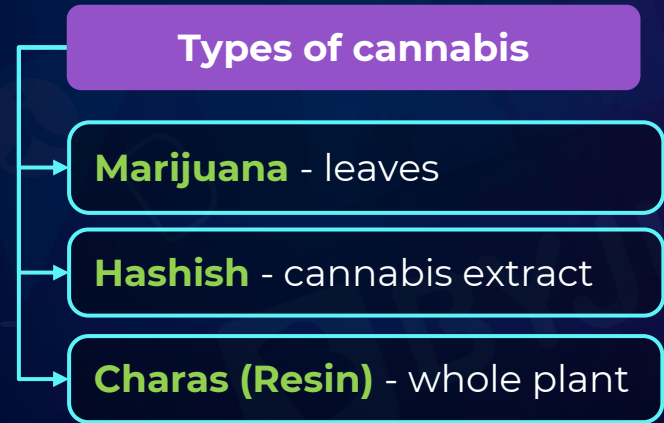 Types of cannabis
Marijuana - leaves
Hashish - cannabis extract
Charas (Resin) - whole plant